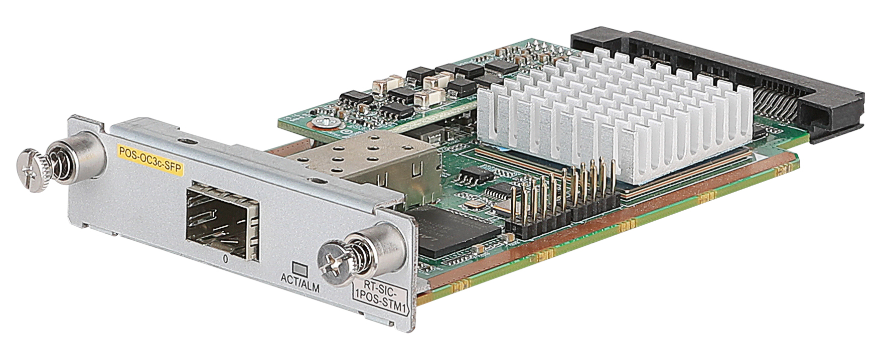 POS-OC3c-SFP
0
ACT/ALM
RT-SIC-
1POS-STM1